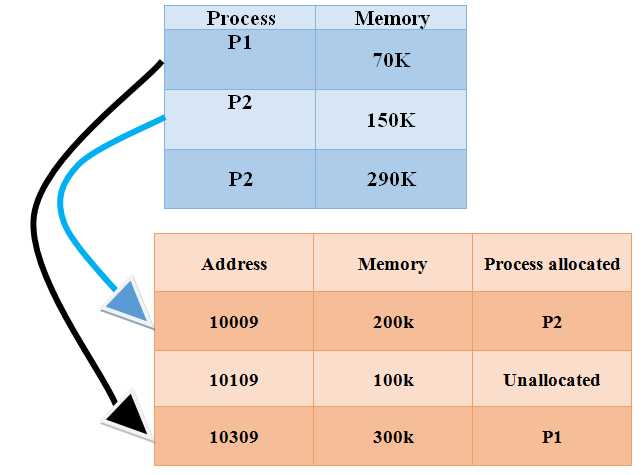 Process Memory
P1 70K
P2 150K
P2 290K
Address Memory Process allocated
10009 200k P2
10109 100k Unallocated
10309 300k P1